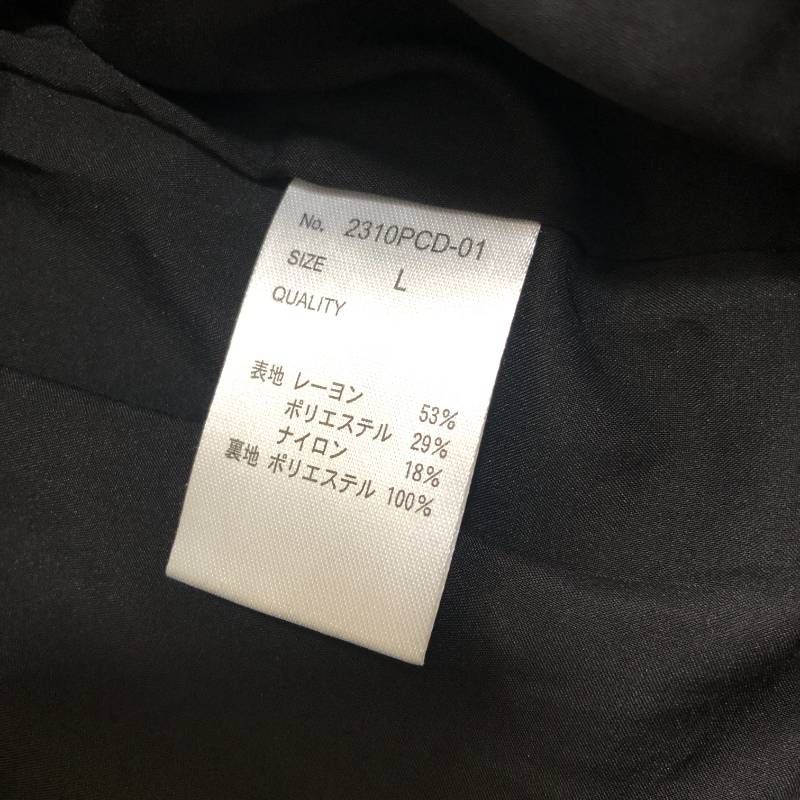 No. 2310PCD-01
SIZE L
QUALITY
表地 レーヨン 53%
ポリエステル 29%
ナイロン 18%
裏地 ポリエステル 100%